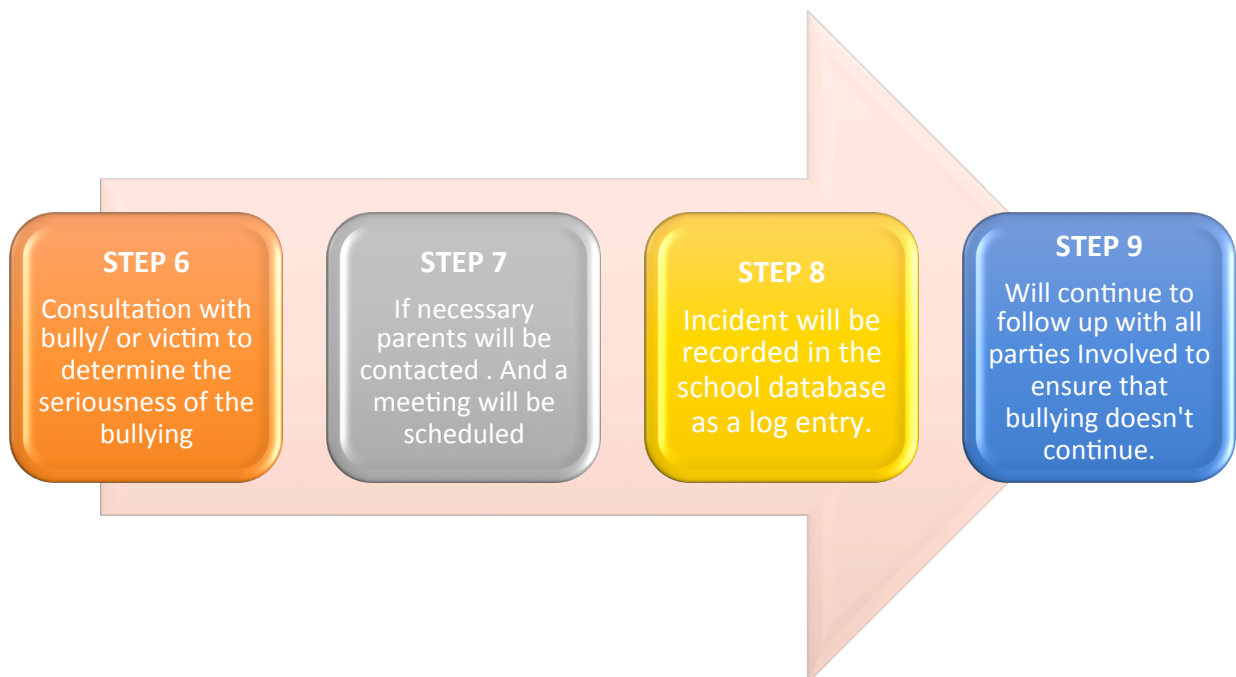 STEP 6
Consultation with
bully/ or victim to
determine the
seriousness of the
bullying
STEP 7
If necessary
parents will be
contacted . And a
meeting will be
scheduled
STEP 8
Incident will be
recorded in the
school database
as a log entry.
STEP 9
Will continue to
follow up with all
parties Involved to
ensure that
bullying doesn't
continue.